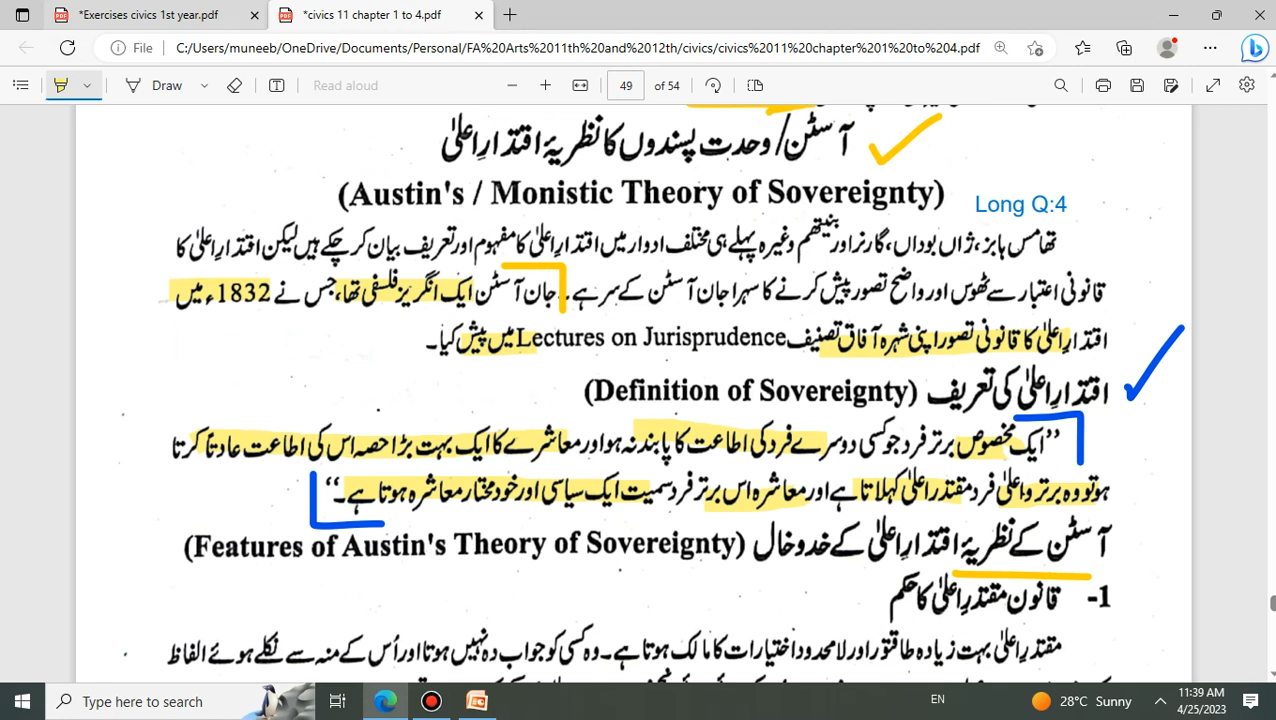 *Exercises civics 1st year.pdf
*civics 11 chapter 1 to 4.pdf
File
C:/Users/muneeb/OneDrive/Documents/Personal/FA%20Arts%2011th%20and%2012th/civics/civics%2011%20chapter%201%20to%204.pdf
Draw
Read aloud
49 of 54
آسٹن/وحدت پسندوں کا نظریۂ اقتدارِ اعلیٰ
(Austin's / Monistic Theory of Sovereignty)
Long Q:4
تھامس ہابز، ژاں بوداں، گارنر اور بینتھم وغیرہ پہلے ہی مختلف ادوار میں اقتدارِ اعلیٰ کا مفہوم اور تعریف بیان کر چکے ہیں لیکن اقتدارِ اعلیٰ کا
قانونی اعتبار سے ٹھوس اور واضح تصور پیش کرنے کا سہرا جان آسٹن کے سر ہے۔ جان آسٹن ایک انگریز فلسفی تھا، جس نے 1832ء میں
اقتدارِ اعلیٰ کا قانونی تصور اپنی شہرہ آفاق تصنیف Lectures on Jurisprudence میں پیش کیا۔
اقتدارِ اعلیٰ کی تعریف (Definition of Sovereignty)
”ایک مخصوص برتر فرد جو کسی دوسرے فرد کی اطاعت کا پابند نہ ہو اور معاشرے کا ایک بہت بڑا حصہ اس کی اطاعت عادتاً کرتا
ہو تو وہ برتر و اعلیٰ فرد مقتدر اعلیٰ کہلاتا ہے اور معاشرہ اس برتر فرد سمیت ایک سیاسی اور خود مختار معاشرہ ہوتا ہے۔“
آسٹن کے نظریۂ اقتدارِ اعلیٰ کے خدوخال (Features of Austin's Theory of Sovereignty)
1- قانون مقتدرِ اعلیٰ کا حکم
مقتدرِ اعلیٰ بہت زیادہ طاقتور اور لامحدود اختیارات کا مالک ہوتا ہے۔ وہ کسی کو جواب دہ نہیں ہوتا اور اُس کے منہ سے نکلے ہوئے الفاظ
Type here to search
28°C Sunny
EN
11:39 AM
4/25/2023